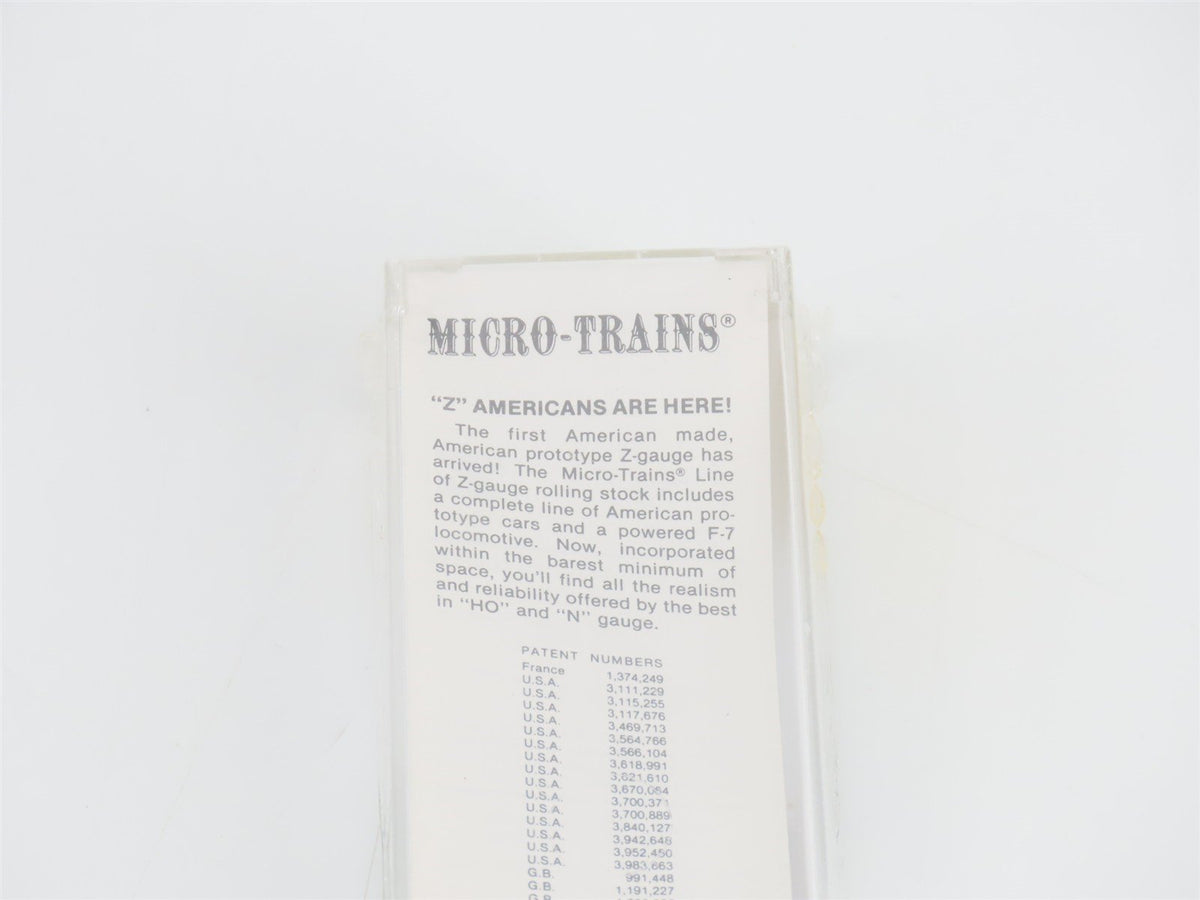 MICRO-TRAINS®
"Z" AMERICANS ARE HERE!
The first American made,
American prototype Z-gauge has
arrived! The Micro-Trains® Line
of Z-gauge rolling stock includes
a complete line of American pro-
totype cars and a powered F-7
locomotive. Now, incorporated
within the barest minimum of
space, you'll find all the realism
and reliability offered by the best
in "HO" and "N" gauge.
PATENT NUMBERS
France 1,374,249
U.S.A. 3,111,229
U.S.A. 3,115,255
U.S.A. 3,117,676
U.S.A. 3,469,713
U.S.A. 3,564,766
U.S.A. 3,566,104
U.S.A. 3,618,991
U.S.A. 3,621,610
U.S.A. 3,670,064
U.S.A. 3,700,371
U.S.A. 3,700,889
U.S.A. 3,840,127
U.S.A. 3,942,646
U.S.A. 3,952,450
U.S.A. 3,983,663
G.B. 991,448
G.B. 1,191,227
G.B.